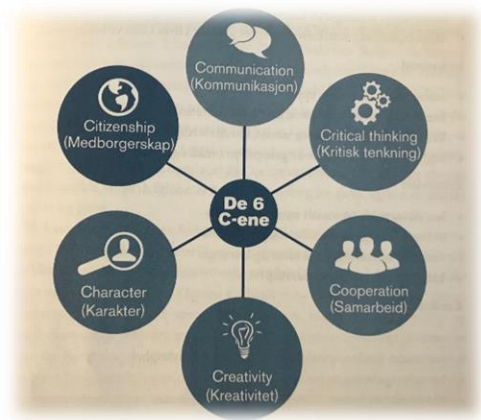 Communication
(Kommunikasjon)
Critical thinking
(Kritisk tenkning)
Cooperation
(Samarbeid)
Creativity
(Kreativitet)
Character
(Karakter)
Citizenship
(Medborgerskap)
De 6
C-ene